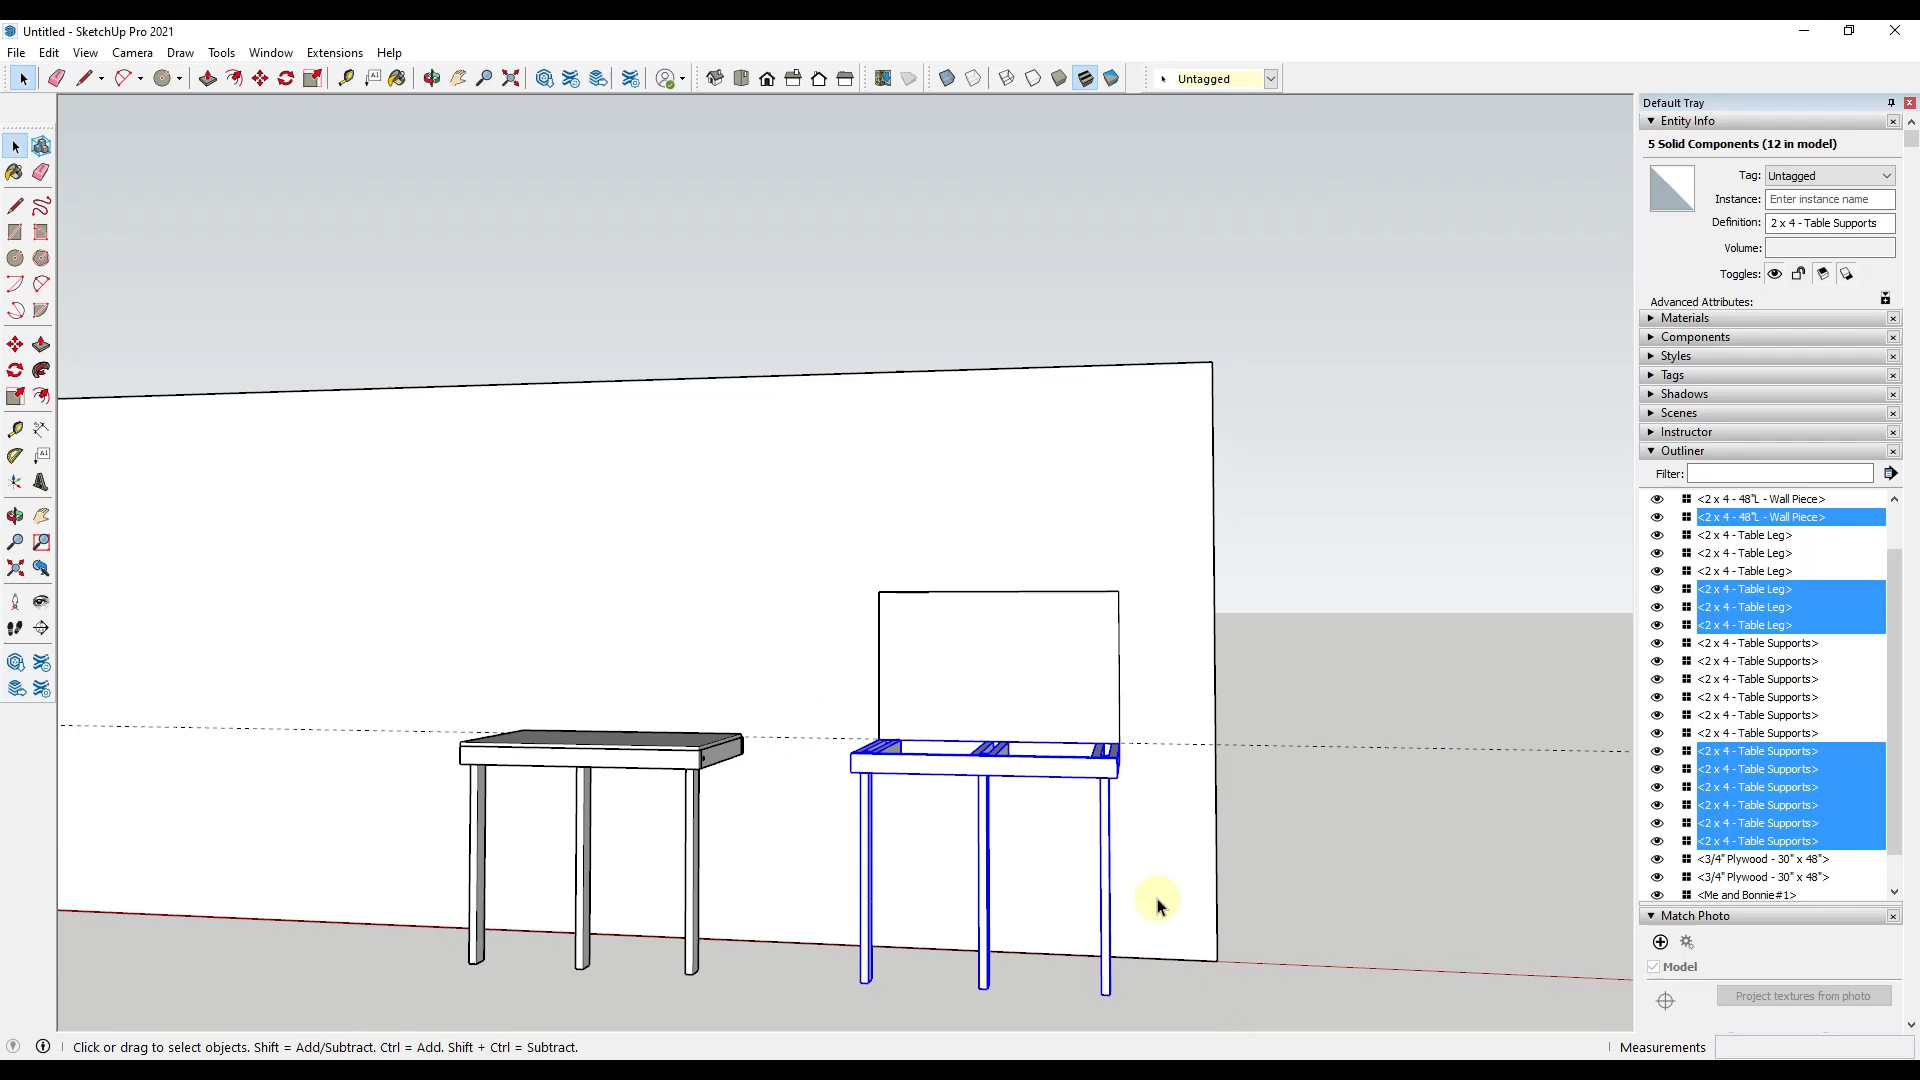 Untitled - SketchUp Pro 2021
File Edit View Camera Draw Tools Window Extensions Help
A1
Untagged
Default Tray
Entity Info
5 Solid Components (12 in model)
Tag: Untagged
Instance: Enter instance name
Definition: 2 x 4 - Table Supports
Volume:
Toggles:
Advanced Attributes:
Materials
Components
Styles
Tags
Shadows
Scenes
Instructor
Outliner
Filter:
<2 x 4 - 48"L - Wall Piece>
<2 x 4 - 48"L - Wall Piece>
<2 x 4 - Table Leg>
<2 x 4 - Table Leg>
<2 x 4 - Table Leg>
<2 x 4 - Table Leg>
<2 x 4 - Table Leg>
<2 x 4 - Table Leg>
<2 x 4 - Table Supports>
<2 x 4 - Table Supports>
<2 x 4 - Table Supports>
<2 x 4 - Table Supports>
<2 x 4 - Table Supports>
<2 x 4 - Table Supports>
<2 x 4 - Table Supports>
<2 x 4 - Table Supports>
<2 x 4 - Table Supports>
<2 x 4 - Table Supports>
<2 x 4 - Table Supports>
<2 x 4 - Table Supports>
<3/4" Plywood - 30" x 48">
<3/4" Plywood - 30" x 48">
<Me and Bonnie#1>
Match Photo
Model
Project textures from photo
A1
Click or drag to select objects. Shift = Add/Subtract. Ctrl = Add. Shift + Ctrl = Subtract.
Measurements